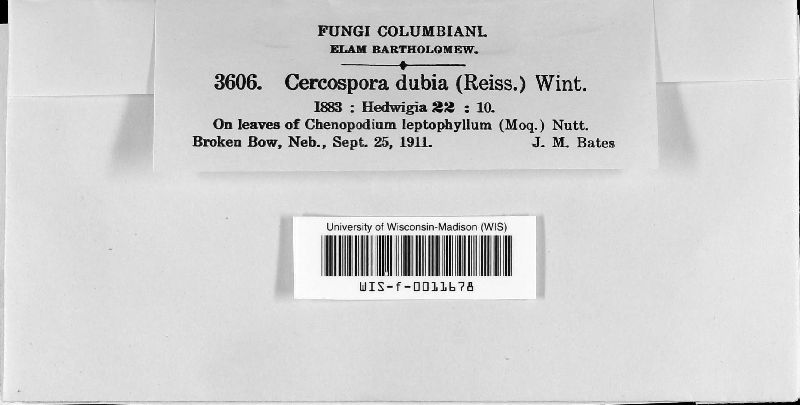 FUNGI COLUMBIANI.
ELAM BARTHOLOMEW.
3606. Cercospora dubia (Reiss.) Wint.
1883 : Hedwigia 22 : 10.
On leaves of Chenopodium leptophyllum (Moq.) Nutt.
Broken Bow, Neb., Sept. 25, 1911. J. M. Bates
University of Wisconsin-Madison (WIS)
WIS-f-0011678